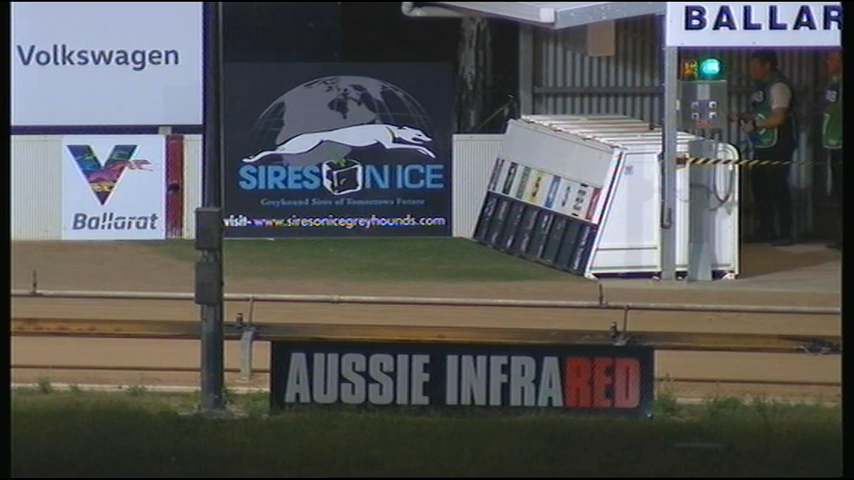 Volkswagen
BALLAR
SIRES ON ICE
Greyhound Sires of Tomorrows Future
visit- www.siresonicegreyhounds.com
V
Ballarat
AUSSIE INFRARED